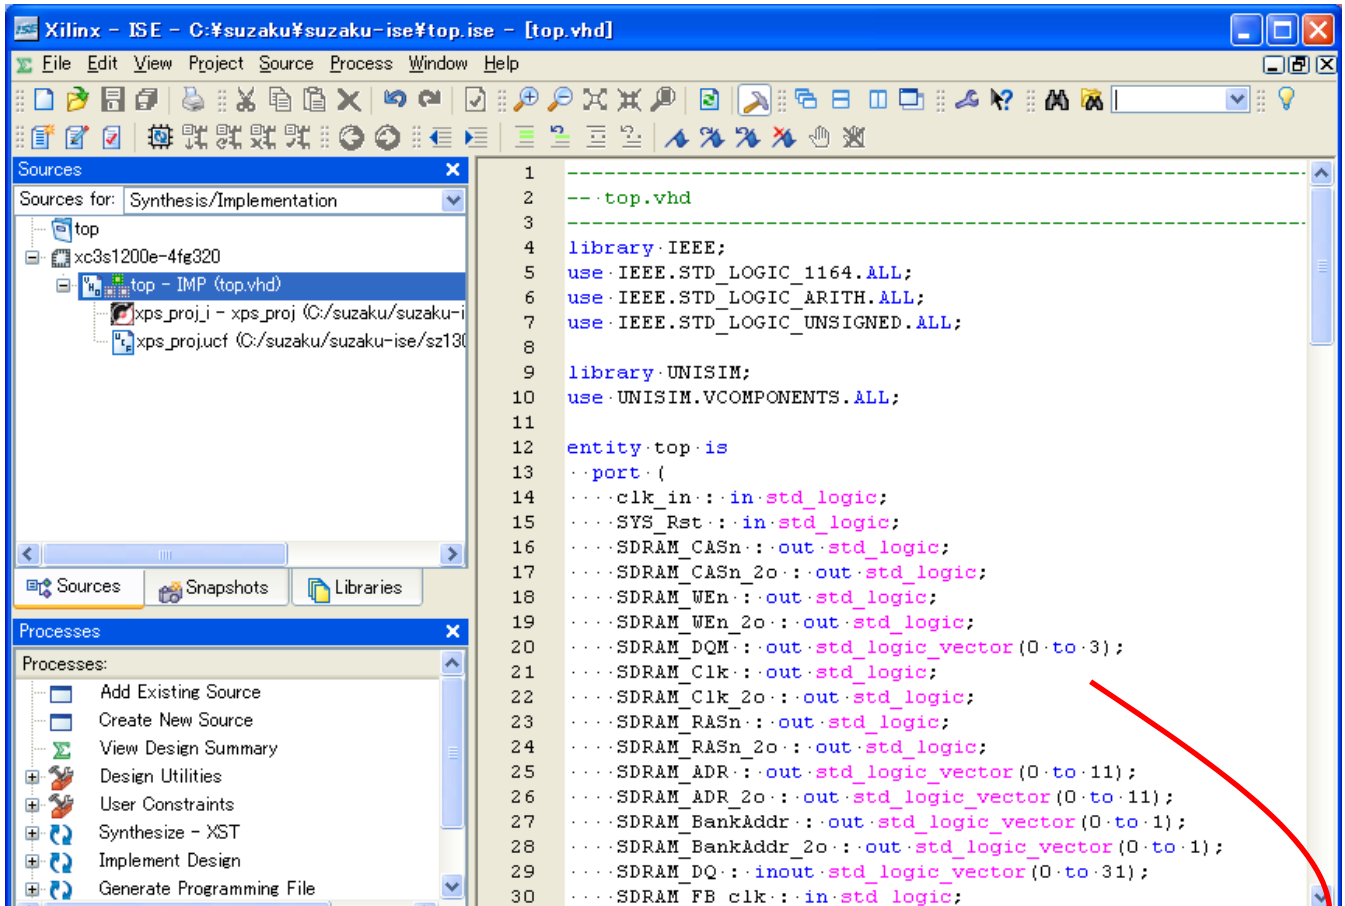 Xilinx - ISE - C:¥suzaku¥suzaku-ise¥top.ise - [top.vhd]
File Edit View Project Source Process Window Help
Sources
Sources for: Synthesis/Implementation
top
xc3s1200e-4fg320
top - IMP (top.vhd)
xps_proj_i - xps_proj (C:/suzaku/suzaku-i
xps_proj.ucf (C:/suzaku/suzaku-ise/sz130
Sources Snapshots Libraries
Processes
Processes:
Add Existing Source
Create New Source
View Design Summary
Design Utilities
User Constraints
Synthesize - XST
Implement Design
Generate Programming File
1 ------------------------------------------------------------
2 -- top.vhd
3 ------------------------------------------------------------
4 library IEEE;
5 use IEEE.STD_LOGIC_1164.ALL;
6 use IEEE.STD_LOGIC_ARITH.ALL;
7 use IEEE.STD_LOGIC_UNSIGNED.ALL;
8
9 library UNISIM;
10 use UNISIM.VCOMPONENTS.ALL;
11
12 entity top is
13 port (
14 clk_in : in std_logic;
15 SYS_Rst : in std_logic;
16 SDRAM_CASn : out std_logic;
17 SDRAM_CASn_2o : out std_logic;
18 SDRAM_WEn : out std_logic;
19 SDRAM_WEn_2o : out std_logic;
20 SDRAM_DQM : out std_logic_vector(0 to 3);
21 SDRAM_Clk : out std_logic;
22 SDRAM_Clk_2o : out std_logic;
23 SDRAM_RASn : out std_logic;
24 SDRAM_RASn_2o : out std_logic;
25 SDRAM_ADR : out std_logic_vector(0 to 11);
26 SDRAM_ADR_2o : out std_logic_vector(0 to 11);
27 SDRAM_BankAddr : out std_logic_vector(0 to 1);
28 SDRAM_BankAddr_2o : out std_logic_vector(0 to 1);
29 SDRAM_DQ : inout std_logic_vector(0 to 31);
30 SDRAM_FB_clk : in std_logic;